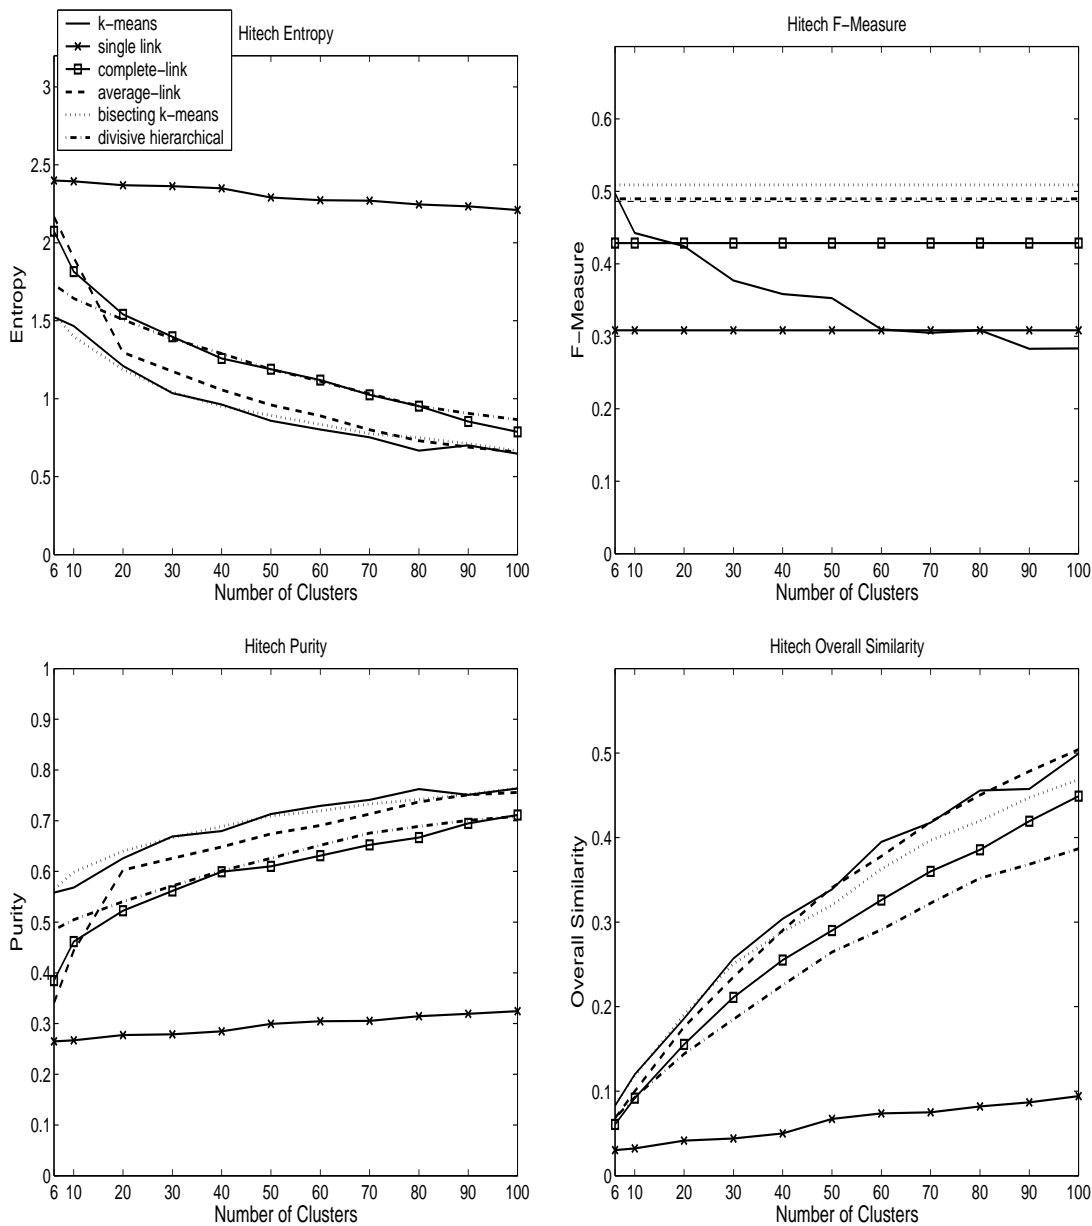 k−means
single link
complete−link
average−link
bisecting k−means
divisive hierarchical
Hitech Entropy
3
2.5
2
1.5
1
0.5
0
Entropy
6 10 20 30 40 50 60 70 80 90 100
Number of Clusters
Hitech F−Measure
0.6
0.5
0.4
0.3
0.2
0.1
0
F−Measure
6 10 20 30 40 50 60 70 80 90 100
Number of Clusters
Hitech Purity
1
0.9
0.8
0.7
0.6
0.5
0.4
0.3
0.2
0.1
0
Purity
6 10 20 30 40 50 60 70 80 90 100
Number of Clusters
Hitech Overall Similarity
0.5
0.4
0.3
0.2
0.1
0
Overall Similarity
6 10 20 30 40 50 60 70 80 90 100
Number of Clusters